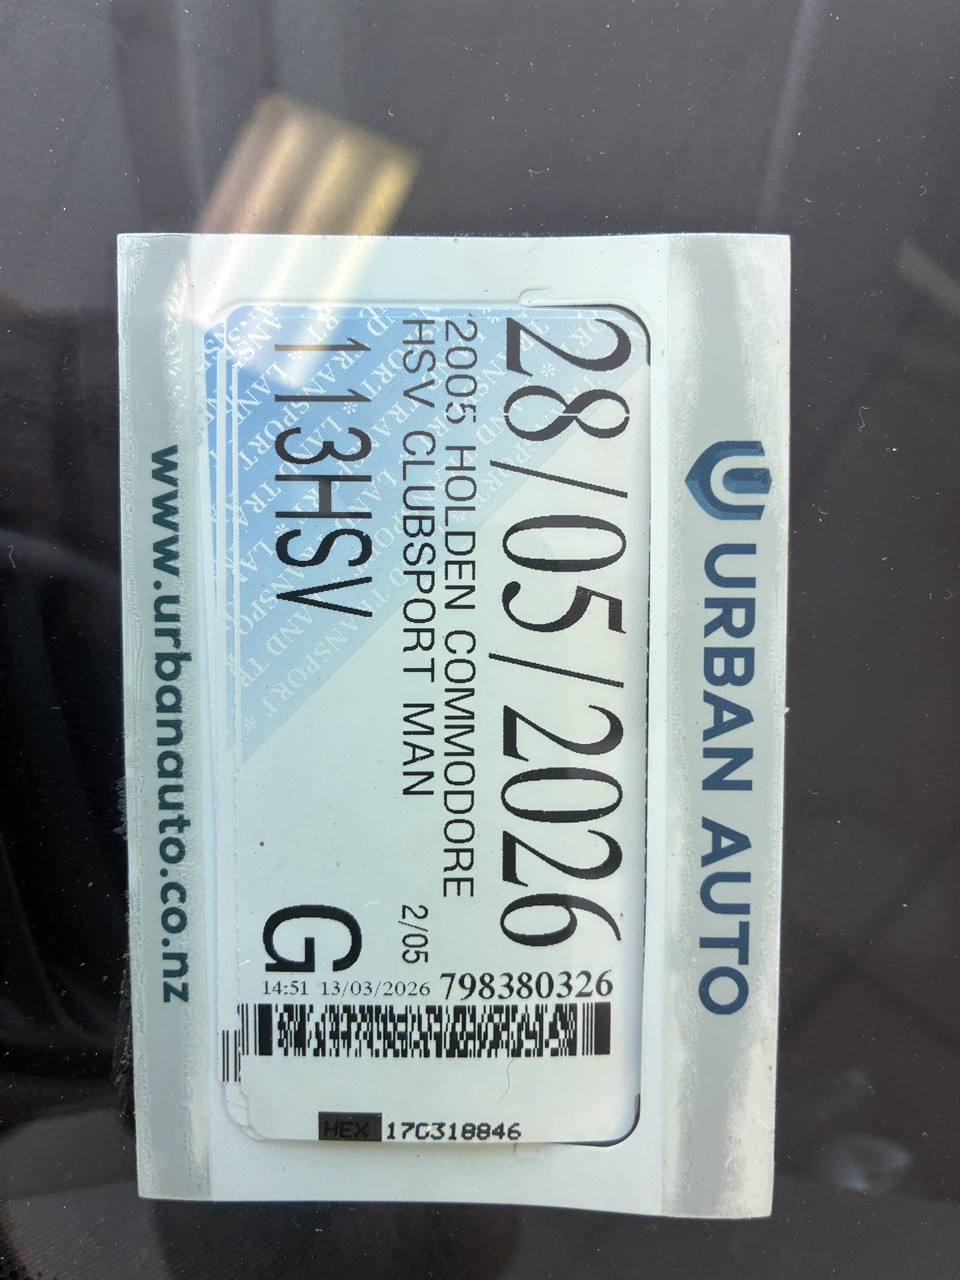 URBAN AUTO
28/05/2026
2005 HOLDEN COMMODORE
HSV CLUBSPORT MAN
2/05
113HSV
G
14:51 13/03/2026 798380326
HEX 170318846
www.urbanauto.co.nz